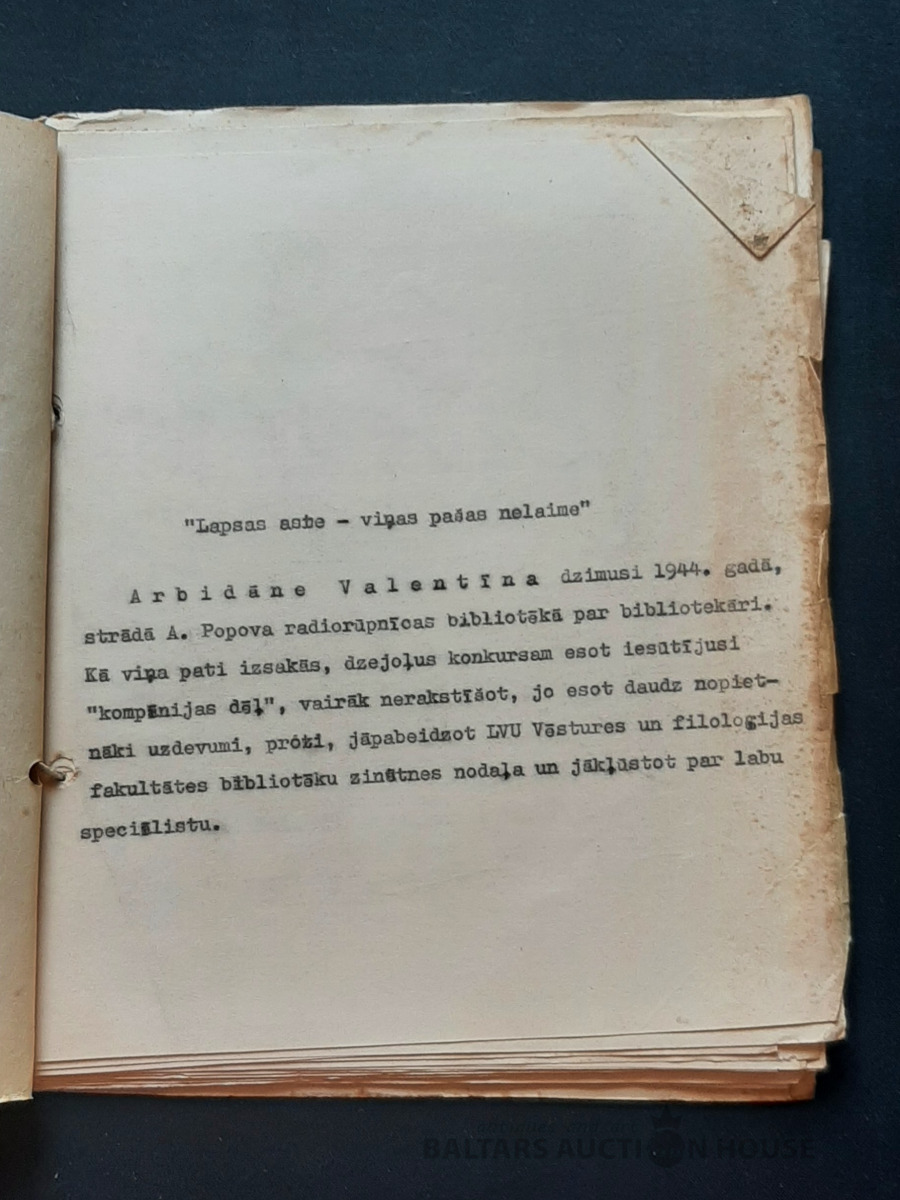 "Lapsas aste – viņas pašas nelaime"
Arbidāne Valentīna dzimusi 1944. gadā,
strādā A. Popova radiorūpnīcas bibliotēkā par bibliotekāri.
Kā viņa pati izsakās, dzejoļus konkursam esot iesūtījusi
"kompānijas dēļ", vairāk nerakstīšot, jo esot daudz nopiet-
nāki uzdevumi, proti, jāpabeidzot LVU Vēstures un filoloģijas
fakultātes bibliotēku zinātnes nodaļa un jākļūstot par labu
speciālistu.
BALTARS AUCTION HOUSE